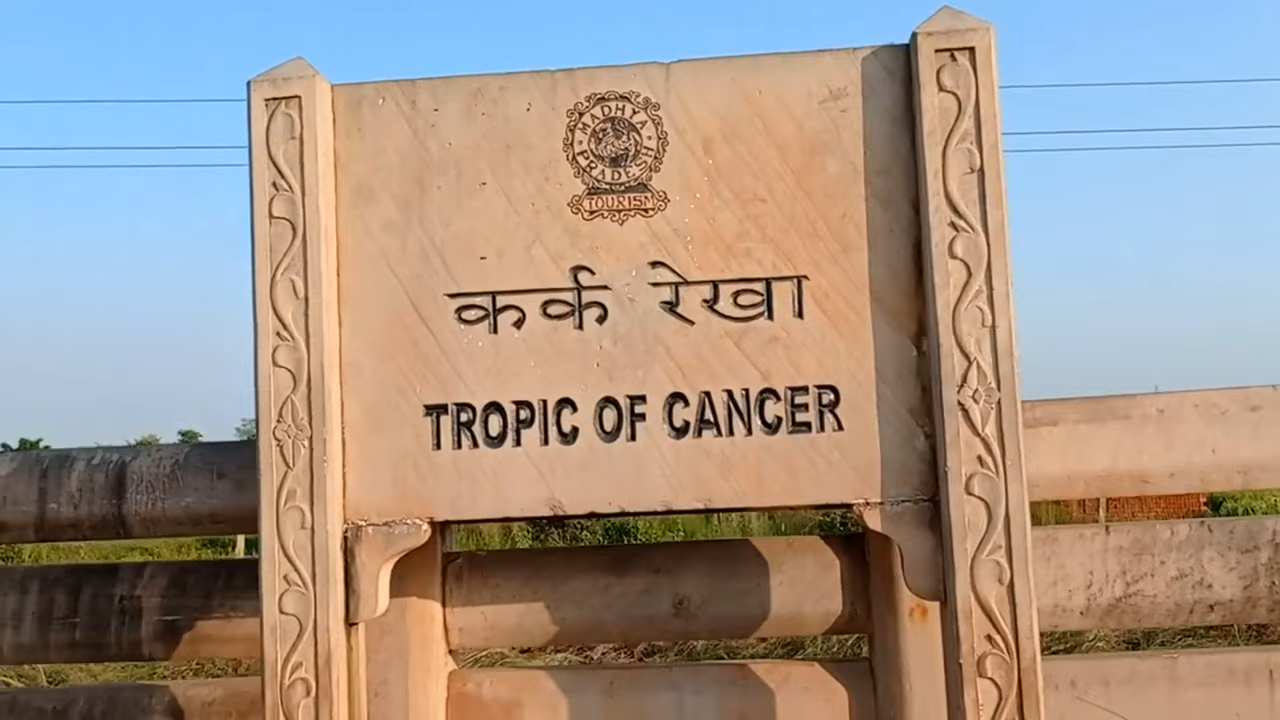 MADHYA PRADESH
TOURISM
कर्क रेखा
TROPIC OF CANCER